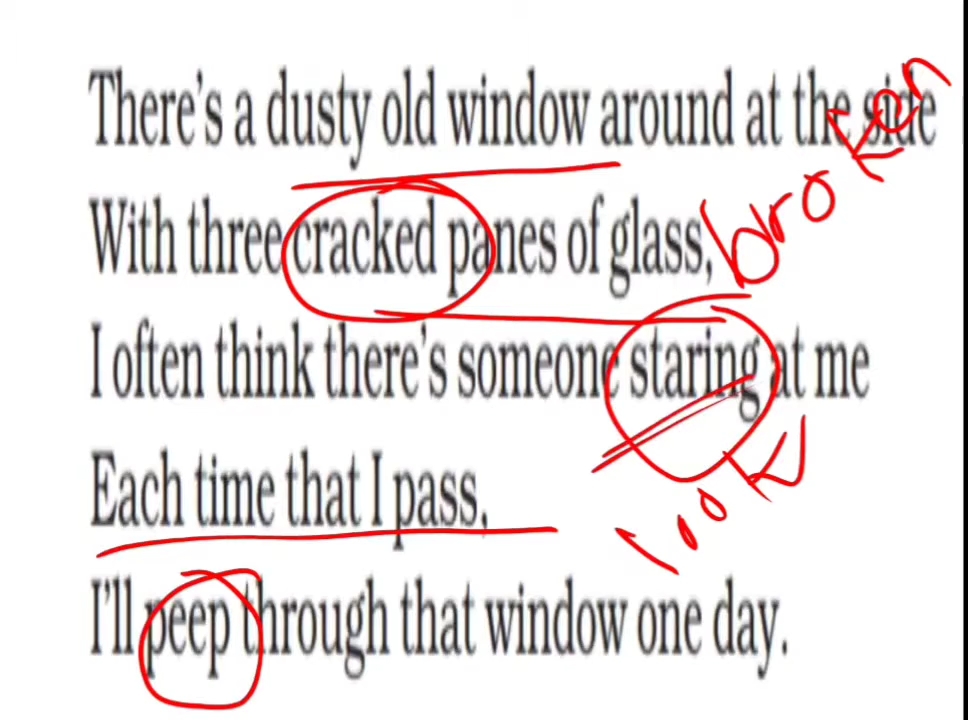 There's a dusty old window around at the side
With three cracked panes of glass,
broken
I often think there's someone staring at me
look
Each time that I pass,
I'll peep through that window one day.